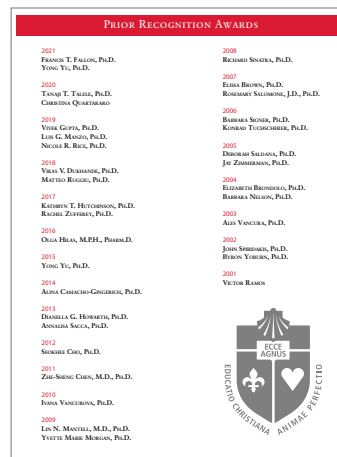 PRIOR RECOGNITION AWARDS
2021
FRANCIS T. FALLON, PH.D.
YONG YU, PH.D.
2020
TANAJI T. TALELE, PH.D.
CHRISTINA QUARTARARO
2019
VIVEK GUPTA, PH.D.
LUIS G. MANZO, PH.D.
NICOLE R. RICE, PH.D.
2018
VIKAS V. DUKHANDE, PH.D.
MATTEO RUGGIU, PH.D.
2017
KATHRYN T. HUTCHINSON, PH.D.
RACHEL ZUFFEREY, PH.D.
2016
OLGA HILAS, M.P.H., PHARM.D.
2015
YONG YU, PH.D.
2014
ALINA CAMACHO-GINGERICH, PH.D.
2013
DIANELLA G. HOWARTH, PH.D.
ANNALISA SACCA, PH.D.
2012
SEOKHEE CHO, PH.D.
2011
ZHE-SHENG CHEN, M.D., PH.D.
2010
IVANA VANCUROVA, PH.D.
2009
LIN N. MANTELL, M.D., PH.D.
YVETTE MARIE MORGAN, PH.D.
2008
RICHARD SINATRA, PH.D.
2007
ELISSA BROWN, PH.D.
ROSEMARY SALOMONE, J.D., PH.D.
2006
BARBARA SIGNER, PH.D.
KONRAD TUCHSCHERER, PH.D.
2005
DEBORAH SALDANA, PH.D.
JAY ZIMMERMAN, PH.D.
2004
ELIZABETH BRONDOLO, PH.D.
BARBARA NELSON, PH.D.
2003
ALES VANCURA, PH.D.
2002
JOHN SPIRIDAKIS, PH.D.
BYRON YOBURN, PH.D.
2001
VICTOR RAMOS
ECCE
AGNUS
EDUCATIO CHRISTIANA ANIMAE PERFECTIO